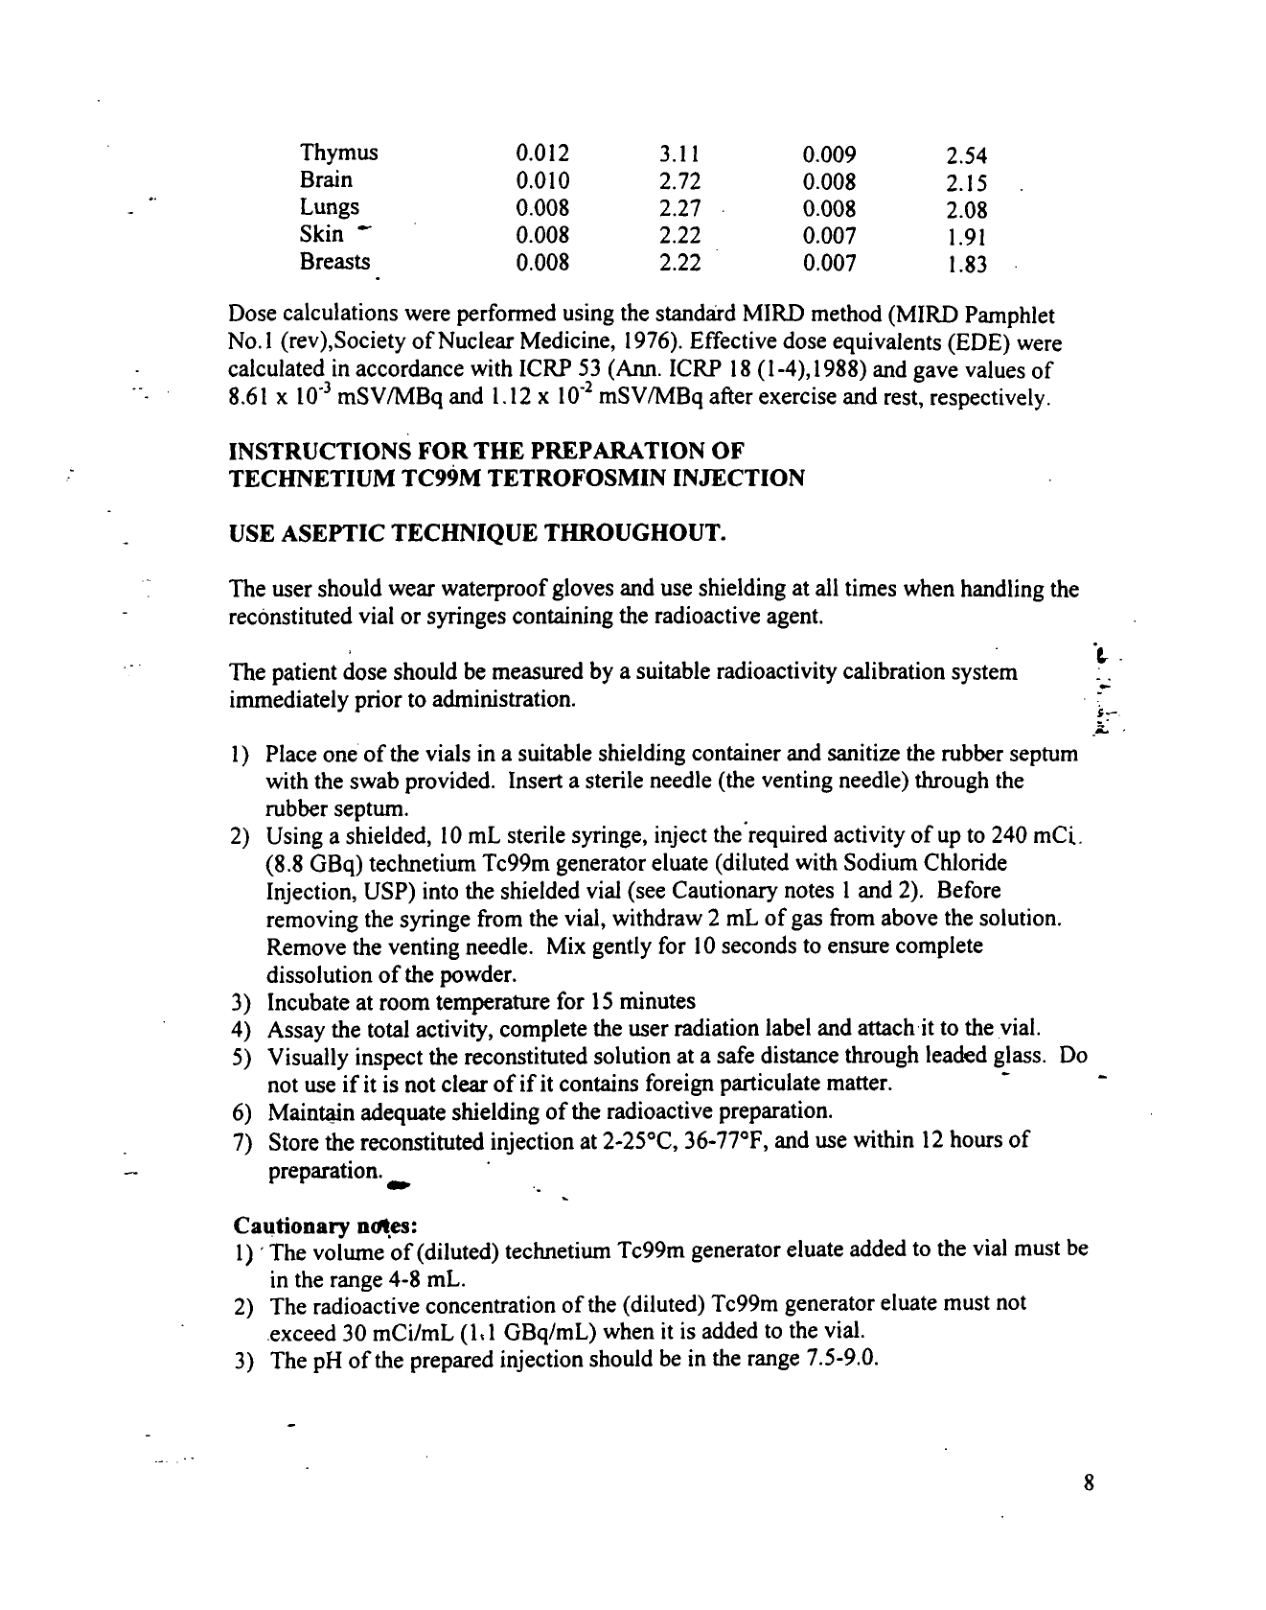 Thymus 0.012 3.11 0.009 2.54
Brain 0.010 2.72 0.008 2.15
Lungs 0.008 2.27 0.008 2.08
Skin 0.008 2.22 0.007 1.91
Breasts 0.008 2.22 0.007 1.83
Dose calculations were performed using the standard MIRD method (MIRD Pamphlet
No.1 (rev),Society of Nuclear Medicine, 1976). Effective dose equivalents (EDE) were
calculated in accordance with ICRP 53 (Ann. ICRP 18 (1-4),1988) and gave values of
8.61 x 10⁻³ mSV/MBq and 1.12 x 10⁻² mSV/MBq after exercise and rest, respectively.
INSTRUCTIONS FOR THE PREPARATION OF
TECHNETIUM TC99M TETROFOSMIN INJECTION
USE ASEPTIC TECHNIQUE THROUGHOUT.
The user should wear waterproof gloves and use shielding at all times when handling the
reconstituted vial or syringes containing the radioactive agent.
The patient dose should be measured by a suitable radioactivity calibration system
immediately prior to administration.
1) Place one of the vials in a suitable shielding container and sanitize the rubber septum
with the swab provided. Insert a sterile needle (the venting needle) through the
rubber septum.
2) Using a shielded, 10 mL sterile syringe, inject the required activity of up to 240 mCi.
(8.8 GBq) technetium Tc99m generator eluate (diluted with Sodium Chloride
Injection, USP) into the shielded vial (see Cautionary notes 1 and 2). Before
removing the syringe from the vial, withdraw 2 mL of gas from above the solution.
Remove the venting needle. Mix gently for 10 seconds to ensure complete
dissolution of the powder.
3) Incubate at room temperature for 15 minutes
4) Assay the total activity, complete the user radiation label and attach it to the vial.
5) Visually inspect the reconstituted solution at a safe distance through leaded glass. Do
not use if it is not clear of if it contains foreign particulate matter.
6) Maintain adequate shielding of the radioactive preparation.
7) Store the reconstituted injection at 2-25°C, 36-77°F, and use within 12 hours of
preparation.
Cautionary notes:
1) The volume of (diluted) technetium Tc99m generator eluate added to the vial must be
in the range 4-8 mL.
2) The radioactive concentration of the (diluted) Tc99m generator eluate must not
exceed 30 mCi/mL (1.1 GBq/mL) when it is added to the vial.
3) The pH of the prepared injection should be in the range 7.5-9.0.
8